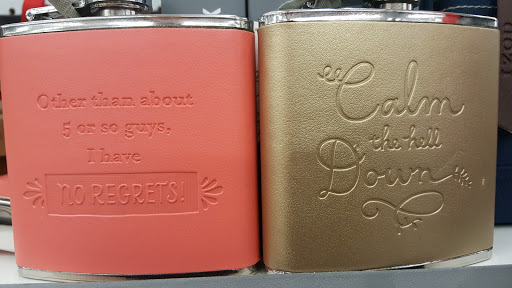 Other than about
5 or so guys,
I have
NO REGRETS!
Calm
the hell
Down